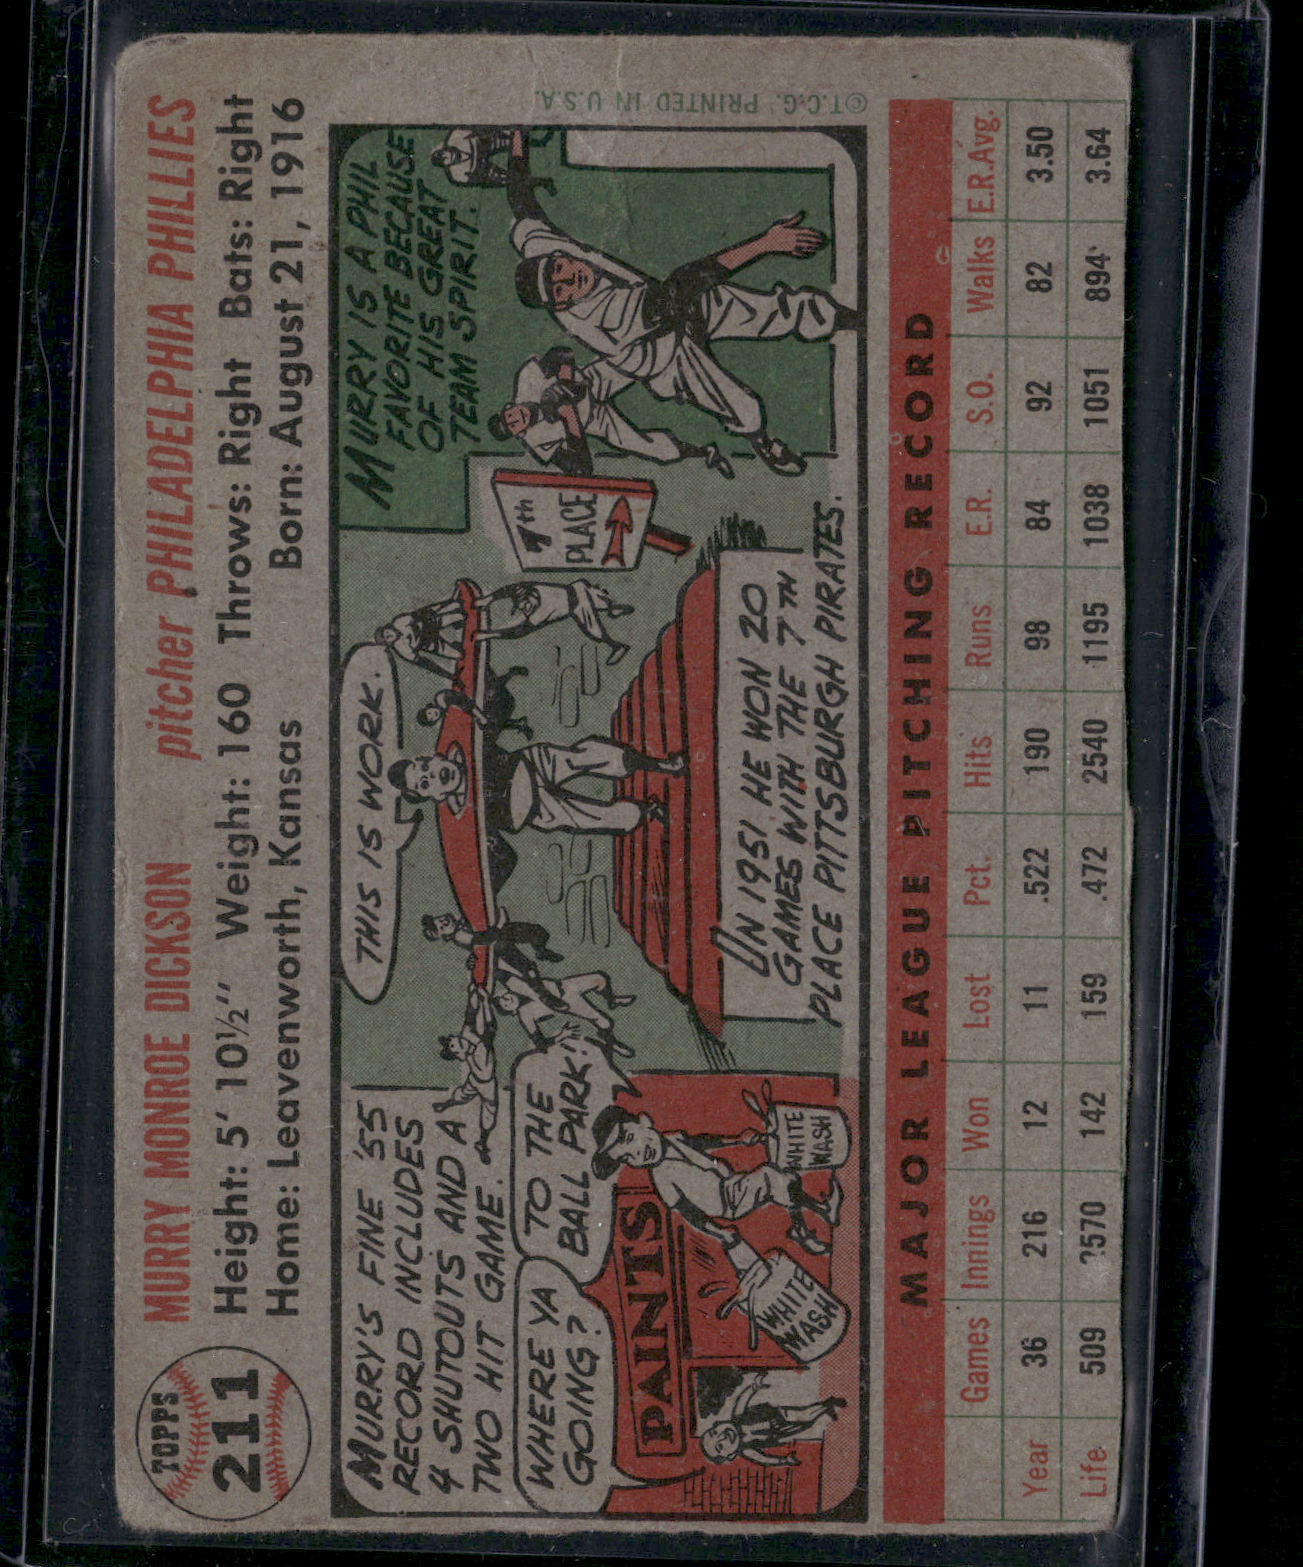 TOPPS
211
MURRY MONROE DICKSON pitcher PHILADELPHIA PHILLIES
Height: 5' 10½" Weight: 160 Throws: Right Bats: Right
Home: Leavenworth, Kansas Born: August 21, 1916
MURRY'S FINE '55
RECORD INCLUDES
4 SHUTOUTS AND A
TWO HIT GAME.
WHERE YA
GOING?
TO THE
BALL PARK!
PAINTS
WHITE
WASH
WHITE
WASH
THIS IS WORK.
IN 1951 HE WON 20
GAMES WITH THE 7TH
PLACE PITTSBURGH PIRATES.
7th
PLACE
MURRY IS A PHIL
FAVORITE BECAUSE
OF HIS GREAT
TEAM SPIRIT.
©T.C.G. PRINTED IN U.S.A.
MAJOR LEAGUE PITCHING RECORD
Games Innings Won Lost Pct. Hits Runs E.R. S.O. Walks E.R.Avg.
Year 36 216 12 11 .522 190 98 84 92 82 3.50
Life 509 2570 142 159 .472 2540 1195 1038 1051 894 3.64